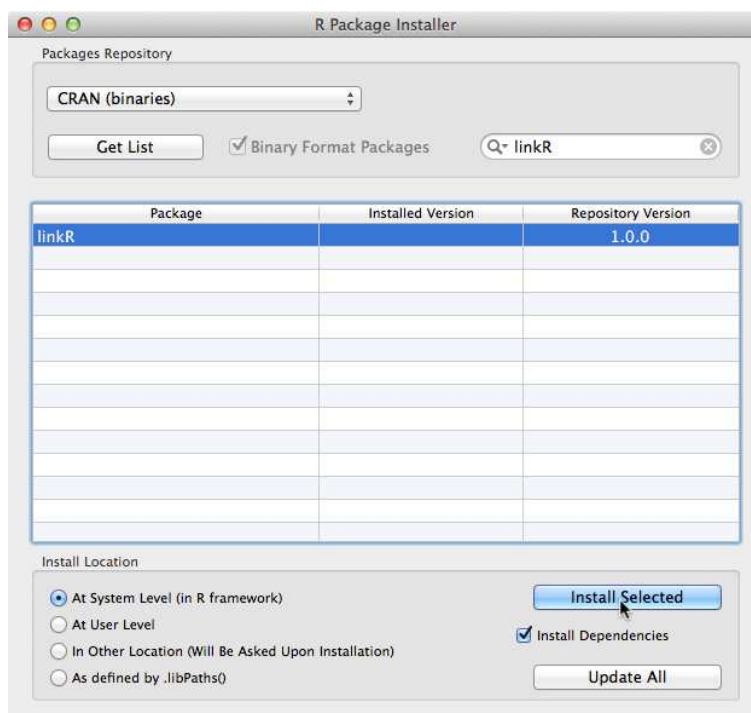 R Package Installer
Packages Repository
CRAN (binaries)
Get List
Binary Format Packages
linkR
Package Installed Version Repository Version
linkR 1.0.0
Install Location
At System Level (in R framework)
At User Level
In Other Location (Will Be Asked Upon Installation)
As defined by .libPaths()
Install Selected
Install Dependencies
Update All